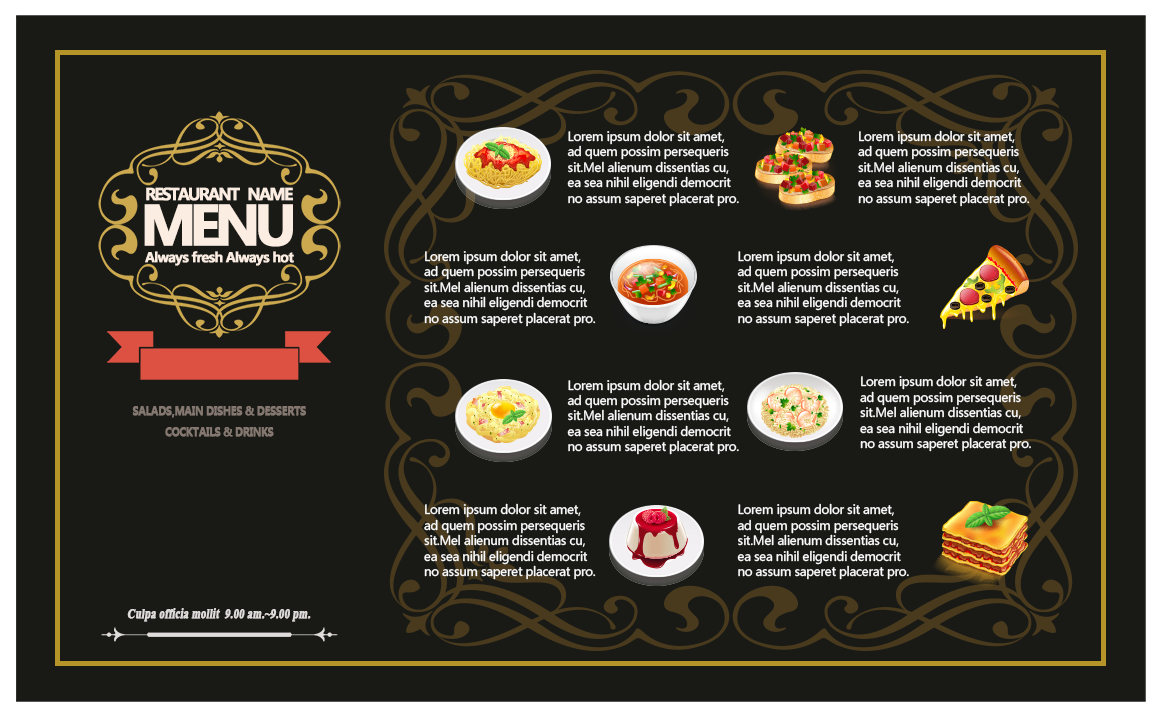 RESTAURANT NAME
MENU
Always fresh Always hot
SALADS,MAIN DISHES & DESSERTS
COCKTAILS & DRINKS
Culpa officia mollit 9.00 am.~9.00 pm.
Lorem ipsum dolor sit amet,
ad quem possim persequeris
sit.Mel alienum dissentias cu,
ea sea nihil eligendi democrit
no assum saperet placerat pro.
Lorem ipsum dolor sit amet,
ad quem possim persequeris
sit.Mel alienum dissentias cu,
ea sea nihil eligendi democrit
no assum saperet placerat pro.
Lorem ipsum dolor sit amet,
ad quem possim persequeris
sit.Mel alienum dissentias cu,
ea sea nihil eligendi democrit
no assum saperet placerat pro.
Lorem ipsum dolor sit amet,
ad quem possim persequeris
sit.Mel alienum dissentias cu,
ea sea nihil eligendi democrit
no assum saperet placerat pro.
Lorem ipsum dolor sit amet,
ad quem possim persequeris
sit.Mel alienum dissentias cu,
ea sea nihil eligendi democrit
no assum saperet placerat pro.
Lorem ipsum dolor sit amet,
ad quem possim persequeris
sit.Mel alienum dissentias cu,
ea sea nihil eligendi democrit
no assum saperet placerat pro.
Lorem ipsum dolor sit amet,
ad quem possim persequeris
sit.Mel alienum dissentias cu,
ea sea nihil eligendi democrit
no assum saperet placerat pro.
Lorem ipsum dolor sit amet,
ad quem possim persequeris
sit.Mel alienum dissentias cu,
ea sea nihil eligendi democrit
no assum saperet placerat pro.